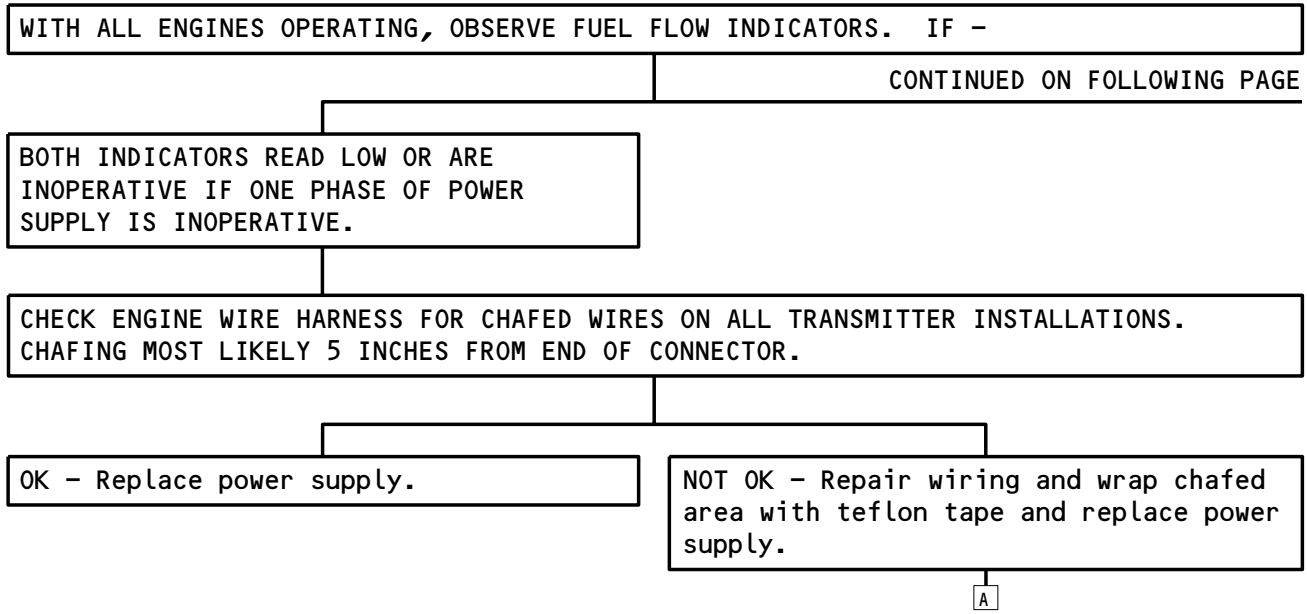 WITH ALL ENGINES OPERATING, OBSERVE FUEL FLOW INDICATORS.  IF –
CONTINUED ON FOLLOWING PAGE
BOTH INDICATORS READ LOW OR ARE
INOPERATIVE IF ONE PHASE OF POWER
SUPPLY IS INOPERATIVE.
CHECK ENGINE WIRE HARNESS FOR CHAFED WIRES ON ALL TRANSMITTER INSTALLATIONS.
CHAFING MOST LIKELY 5 INCHES FROM END OF CONNECTOR.
OK – Replace power supply.
NOT OK – Repair wiring and wrap chafed
area with teflon tape and replace power
supply.
A